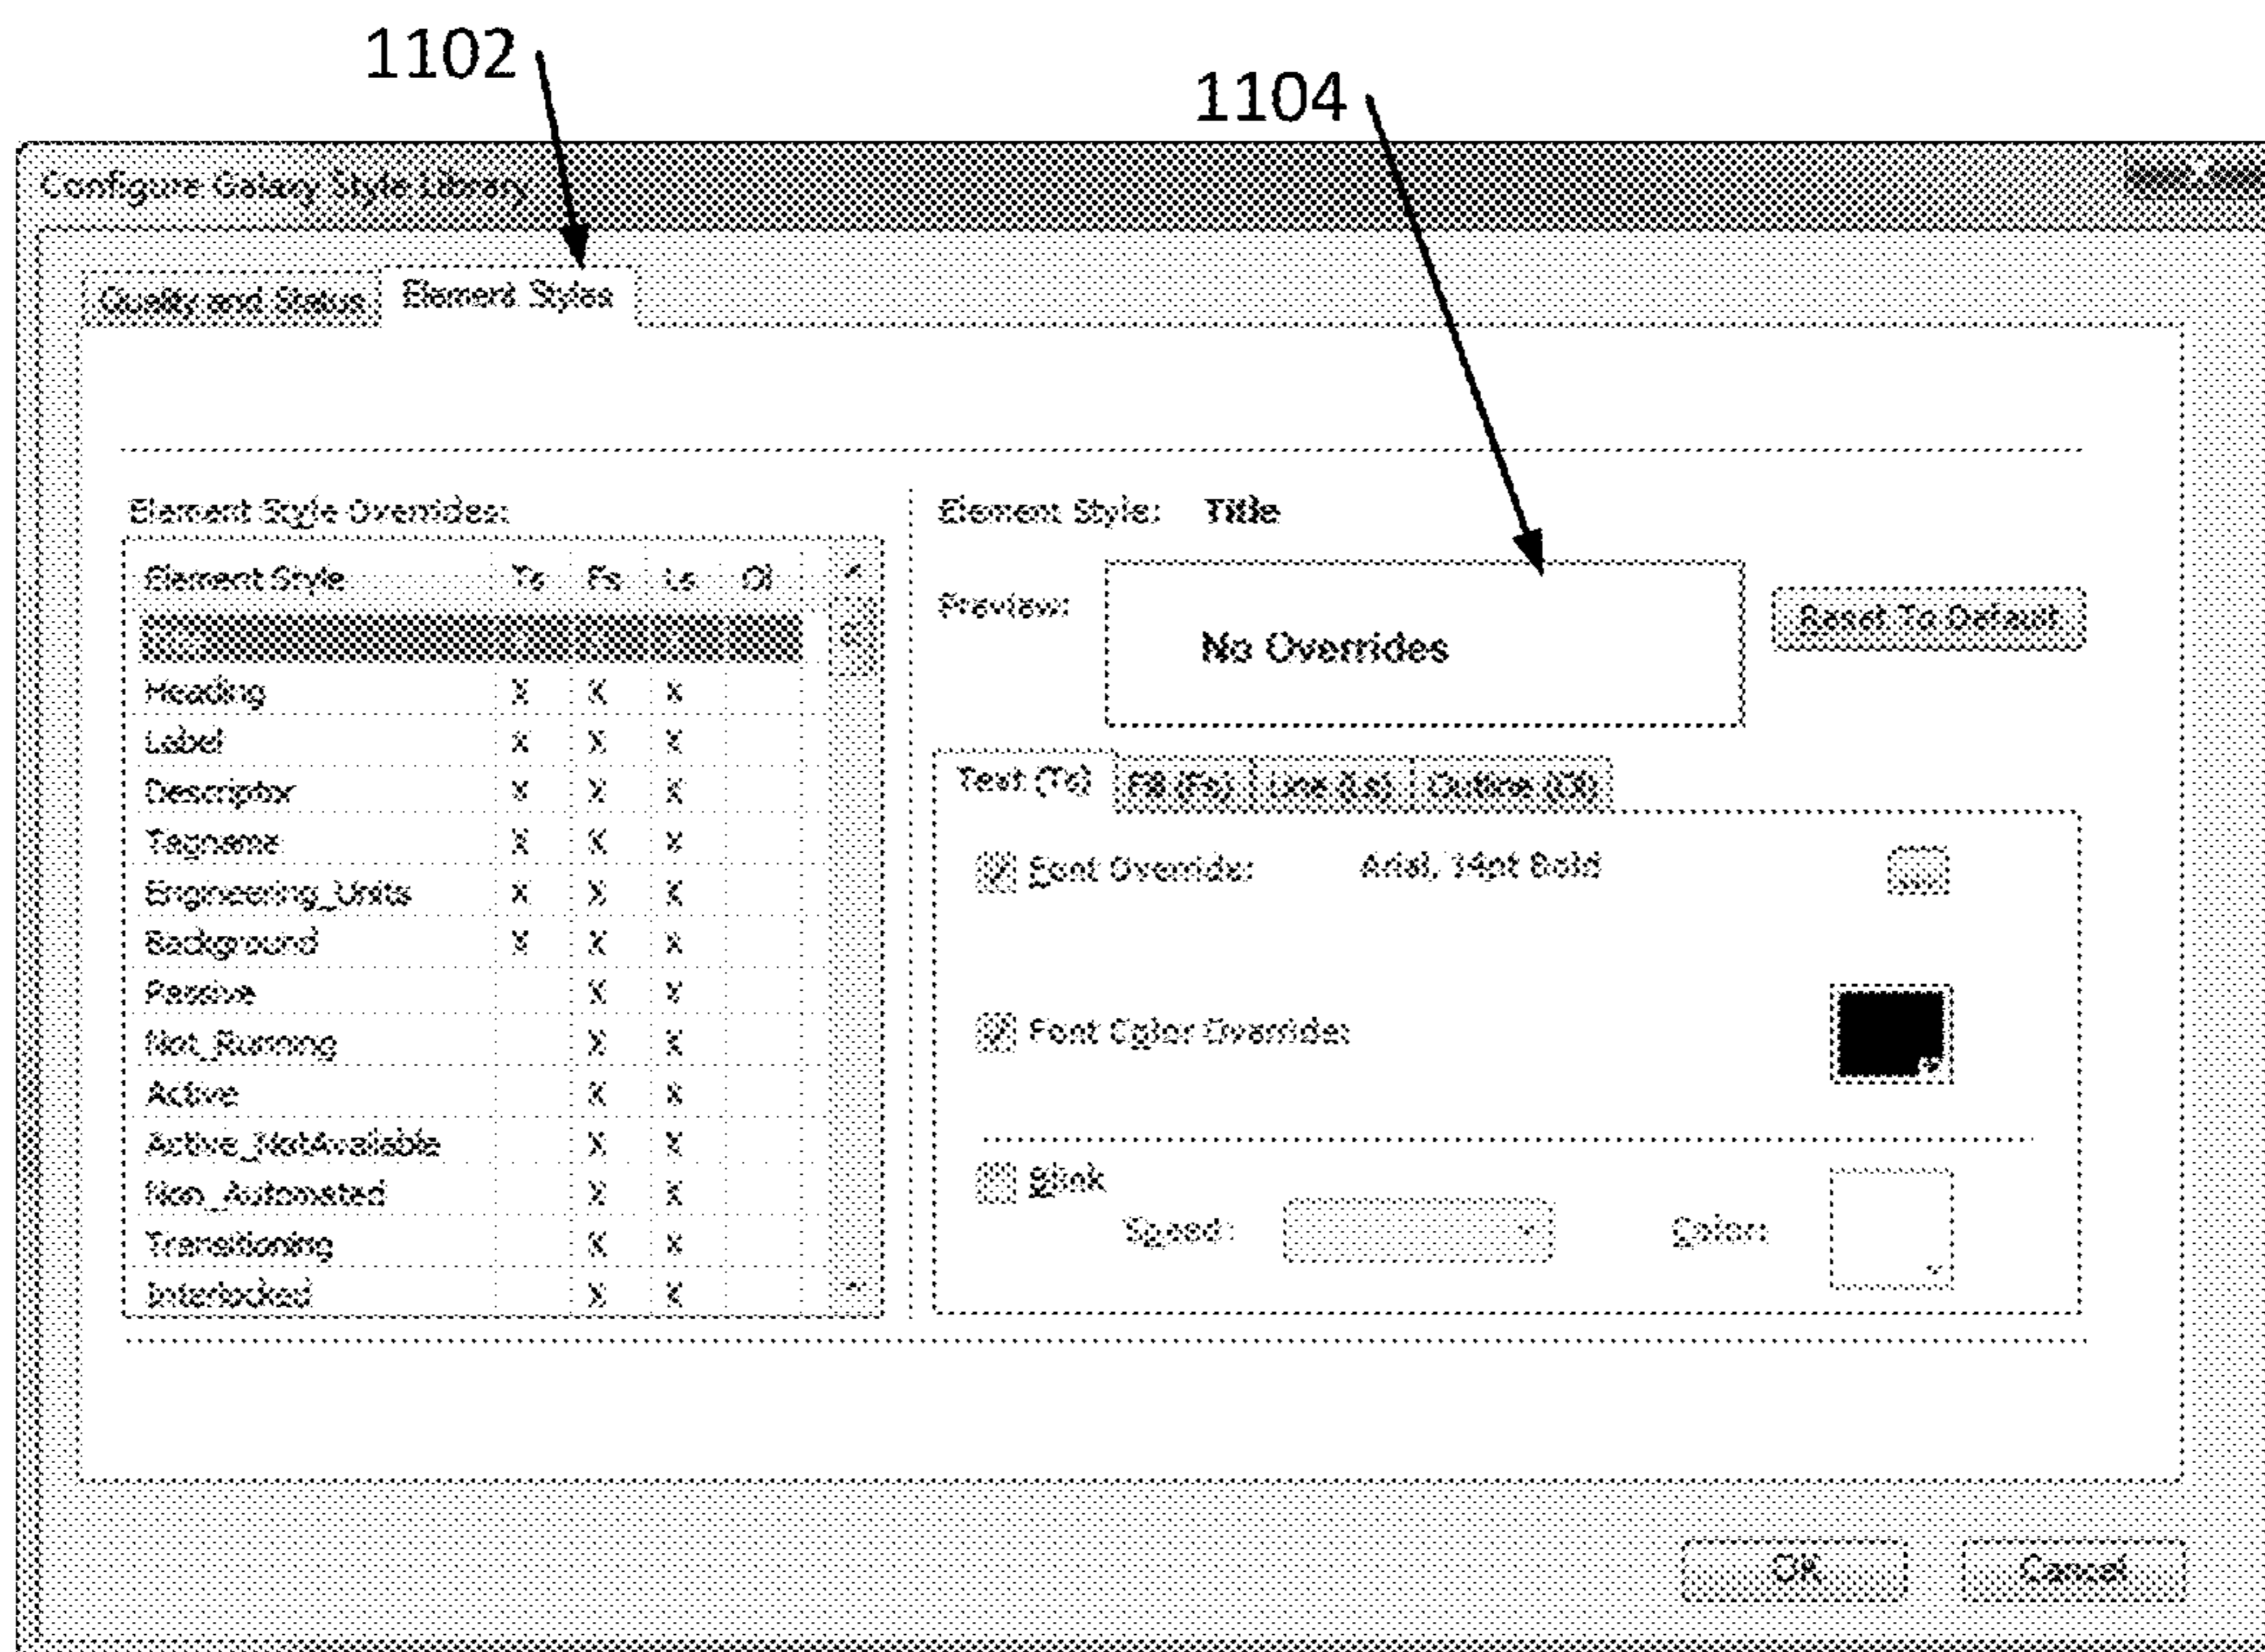 1102
1104
Configure Galaxy Style Library
Quality and Status Element Styles
Element Style Overrides:
Element Style Ts Fs Ls Ol
Heading X X X
Label X X X
Descriptor X X X
Tagname X X X
Engineering_Units X X X
Background X X X
Passive X X
Not_Running X X
Active X X
Active_NotAvailable X X
Non_Automated X X
Transitioning X X
Interlocked X X
Element Style: Title
Preview:
No Overrides
Reset To Default
Text (Ts) Fill (Fs) Line (Ls) Outline (Ol)
Font Override: Arial, 14pt Bold
Font Color Override:
Blink
Speed: Color:
OK Cancel